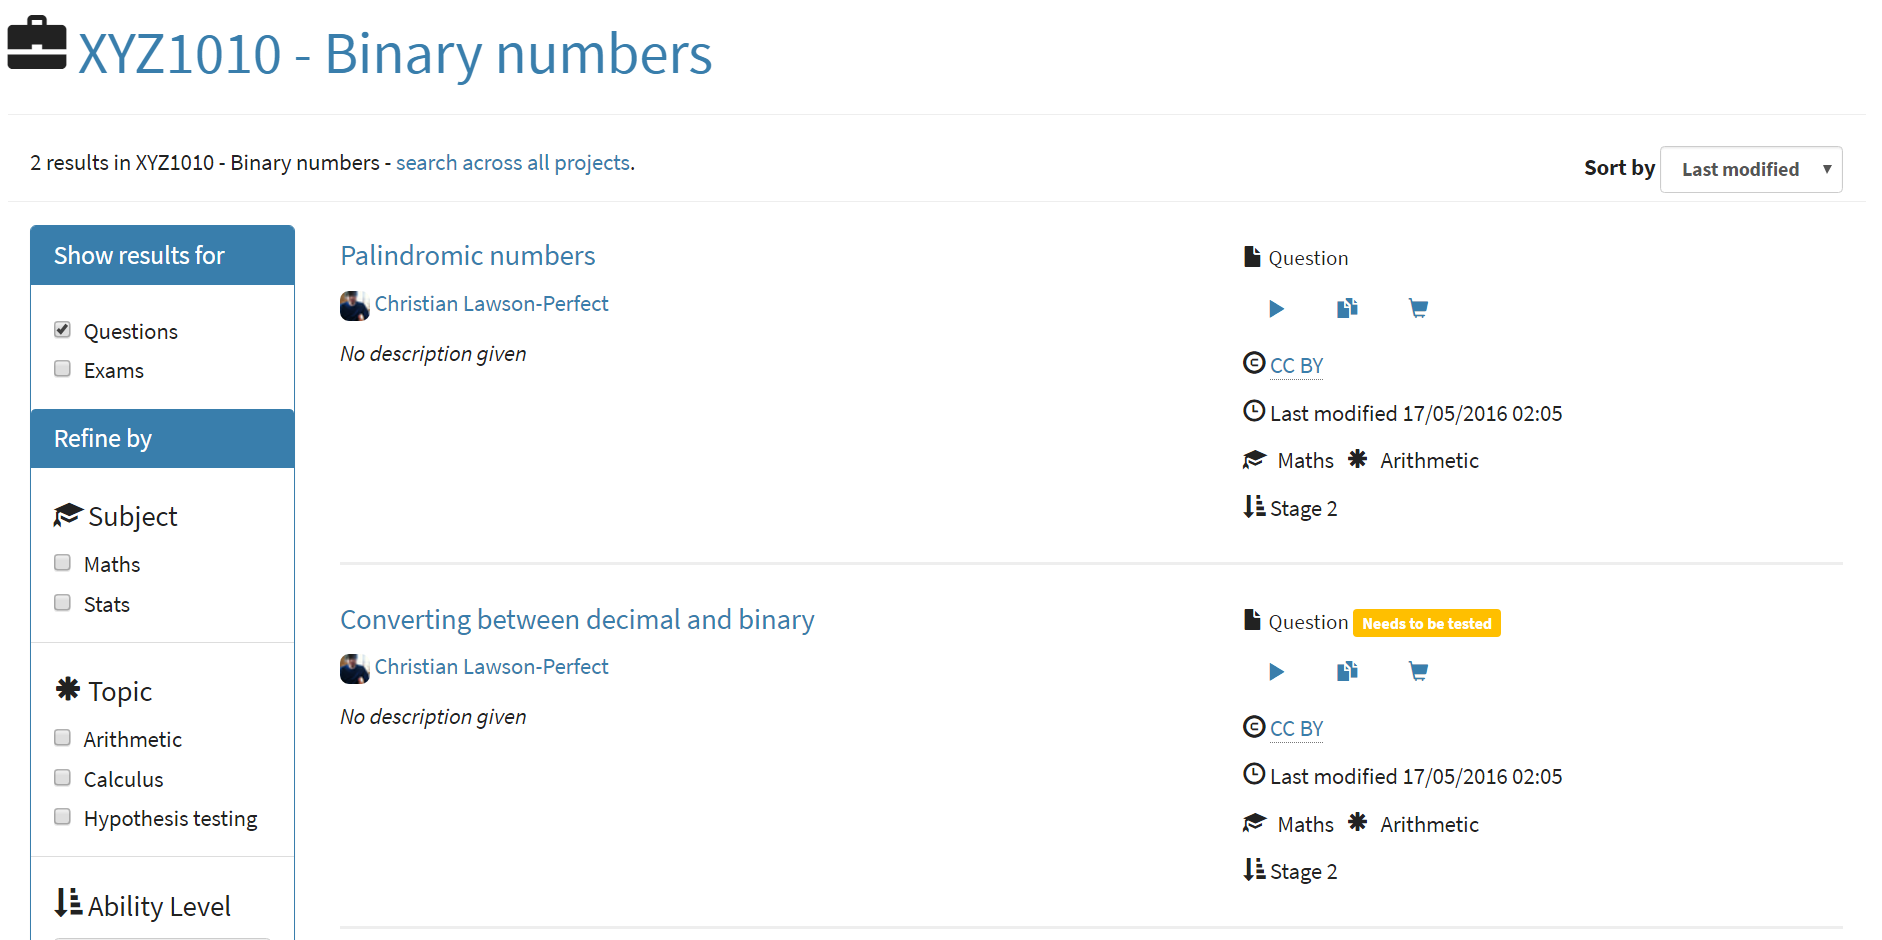 XYZ1010 - Binary numbers
2 results in XYZ1010 - Binary numbers - search across all projects.
Sort by Last modified
Show results for
Questions
Exams
Refine by
Subject
Maths
Stats
Topic
Arithmetic
Calculus
Hypothesis testing
Ability Level
Palindromic numbers
Christian Lawson-Perfect
No description given
Question
CC BY
Last modified 17/05/2016 02:05
Maths Arithmetic
Stage 2
Converting between decimal and binary
Christian Lawson-Perfect
No description given
Question Needs to be tested
CC BY
Last modified 17/05/2016 02:05
Maths Arithmetic
Stage 2